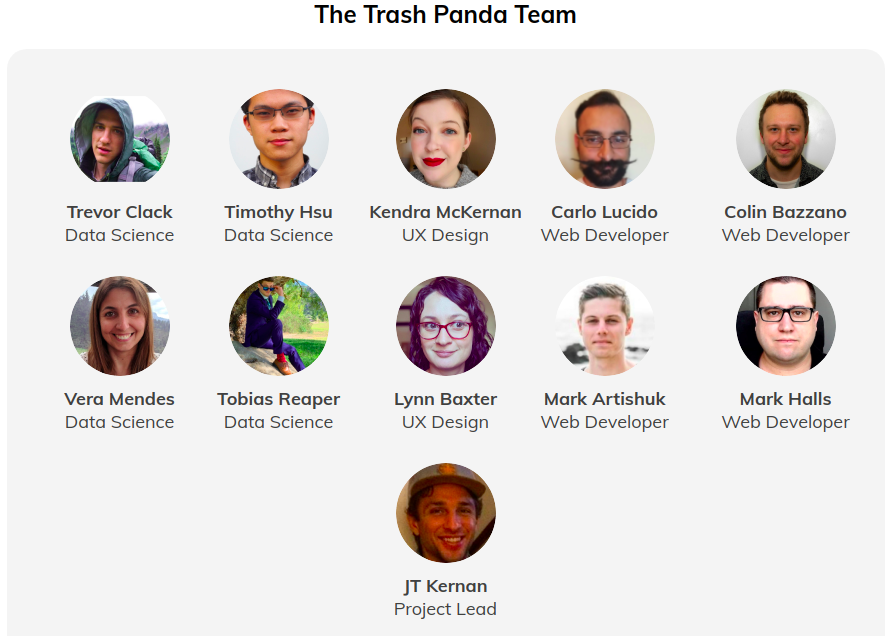 The Trash Panda Team
Trevor Clack
Data Science
Timothy Hsu
Data Science
Kendra McKernan
UX Design
Carlo Lucido
Web Developer
Colin Bazzano
Web Developer
Vera Mendes
Data Science
Tobias Reaper
Data Science
Lynn Baxter
UX Design
Mark Artishuk
Web Developer
Mark Halls
Web Developer
JT Kernan
Project Lead